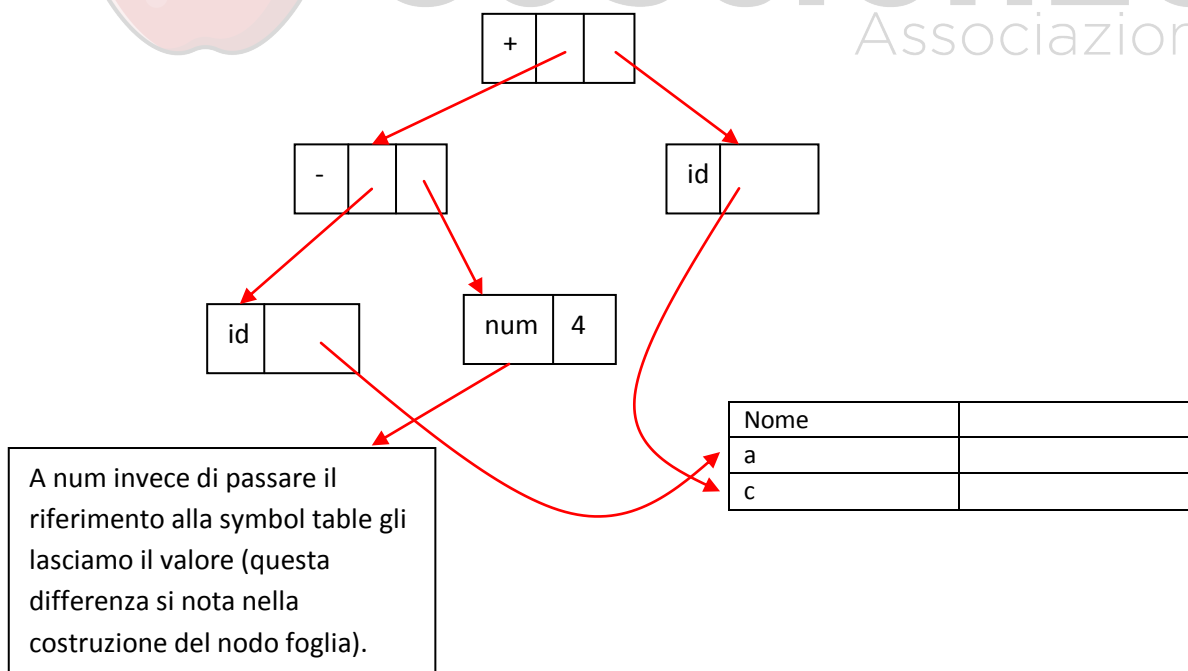 Associazion
+
-
id
id
num 4
Nome
a
c
A num invece di passare il
riferimento alla symbol table gli
lasciamo il valore (questa
differenza si nota nella
costruzione del nodo foglia).